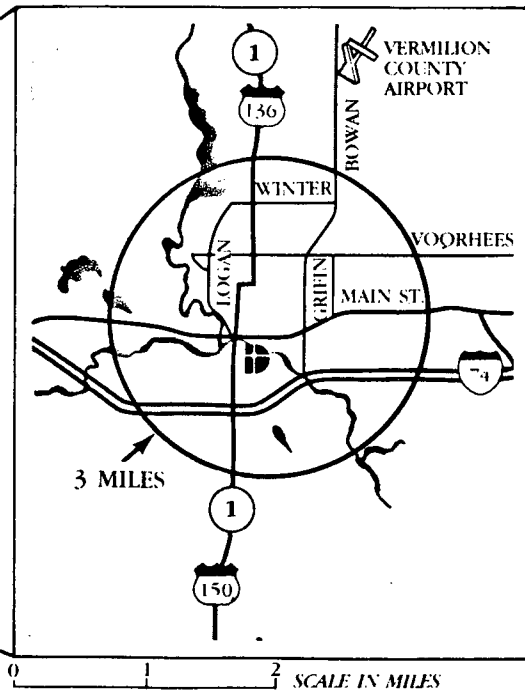 1
136
VERMILION
COUNTY
AIRPORT
BOWAN
WINTER
VOORHEES
LOGAN
GRIFIN
MAIN ST.
74
3 MILES
1
150
0 1 2 SCALE IN MILES